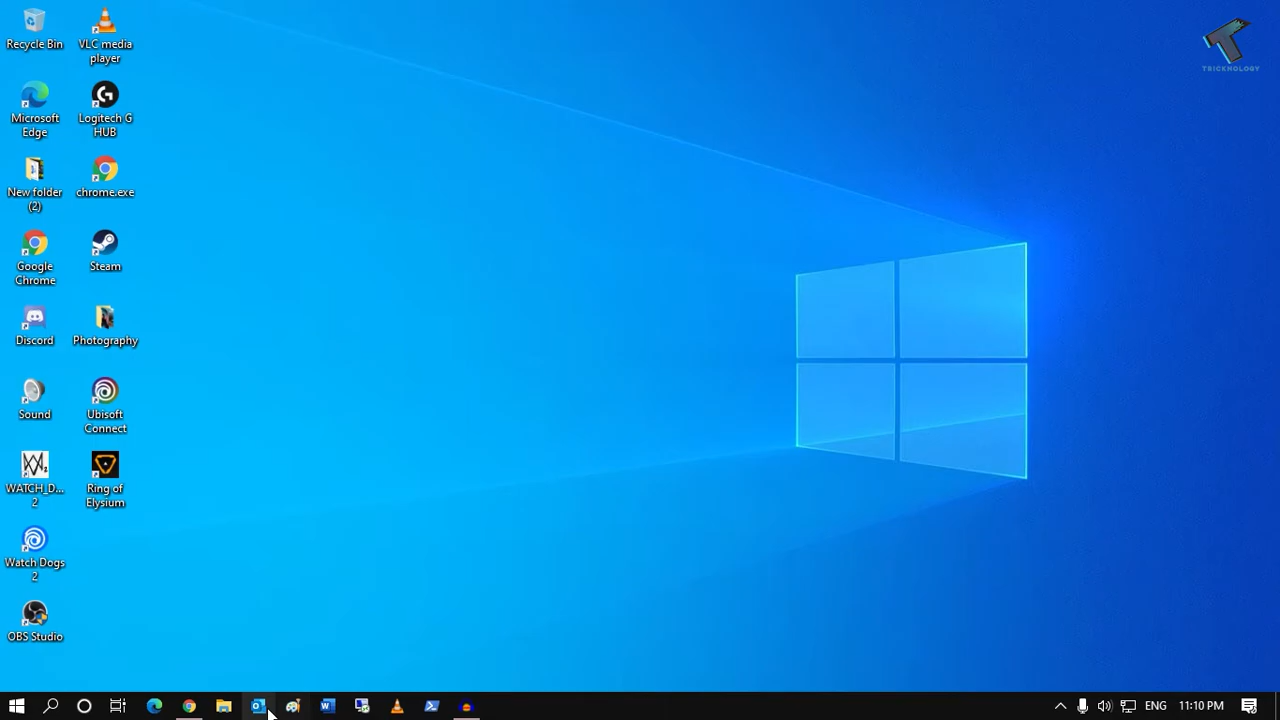 Recycle Bin
VLC media
player
Microsoft
Edge
Logitech G
HUB
New folder
(2)
chrome.exe
Google
Chrome
Steam
Discord
Photography
Sound
Ubisoft
Connect
WATCH_D...
2
Ring of
Elysium
Watch Dogs
2
OBS Studio
TRICKNOLOGY
ENG
11:10 PM